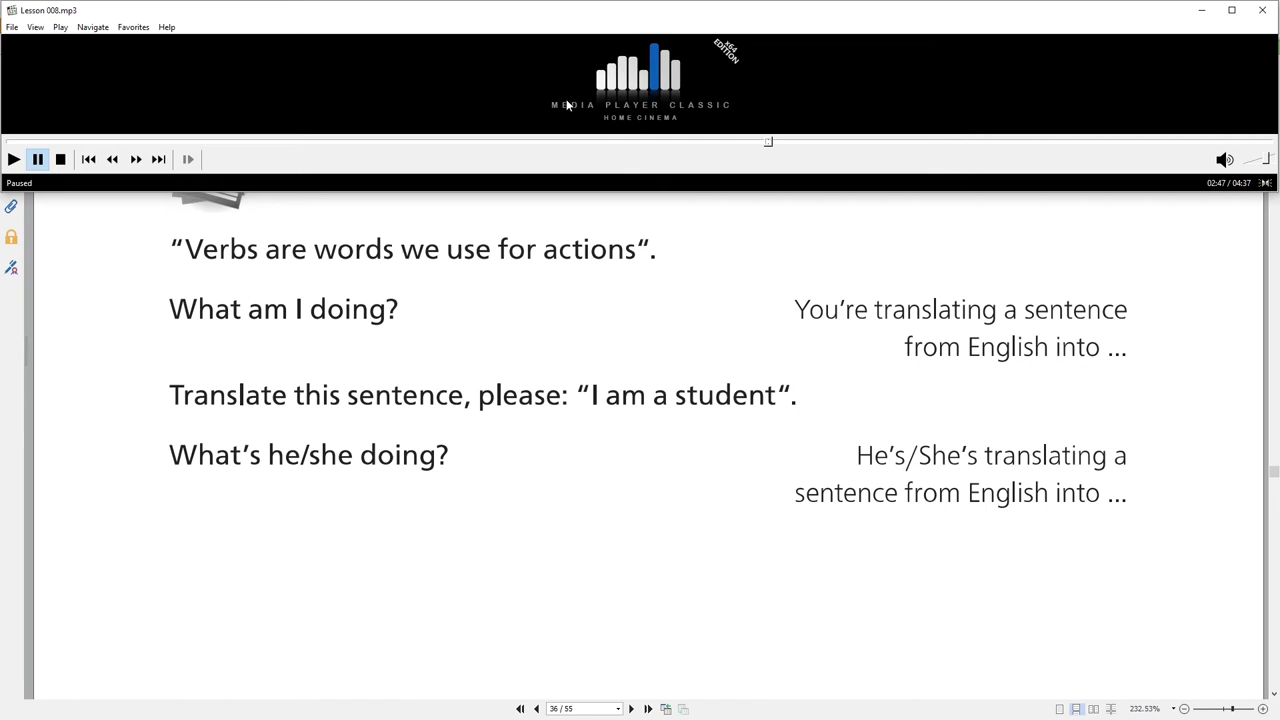 Lesson 008.mp3
File View Play Navigate Favorites Help
x64
EDITION
MEDIA PLAYER CLASSIC
HOME CINEMA
Paused
02:47 / 04:37
“Verbs are words we use for actions“.
What am I doing?
You’re translating a sentence
from English into ...
Translate this sentence, please: “I am a student“.
What’s he/she doing?
He’s/She’s translating a
sentence from English into ...
36 / 55
232.53%